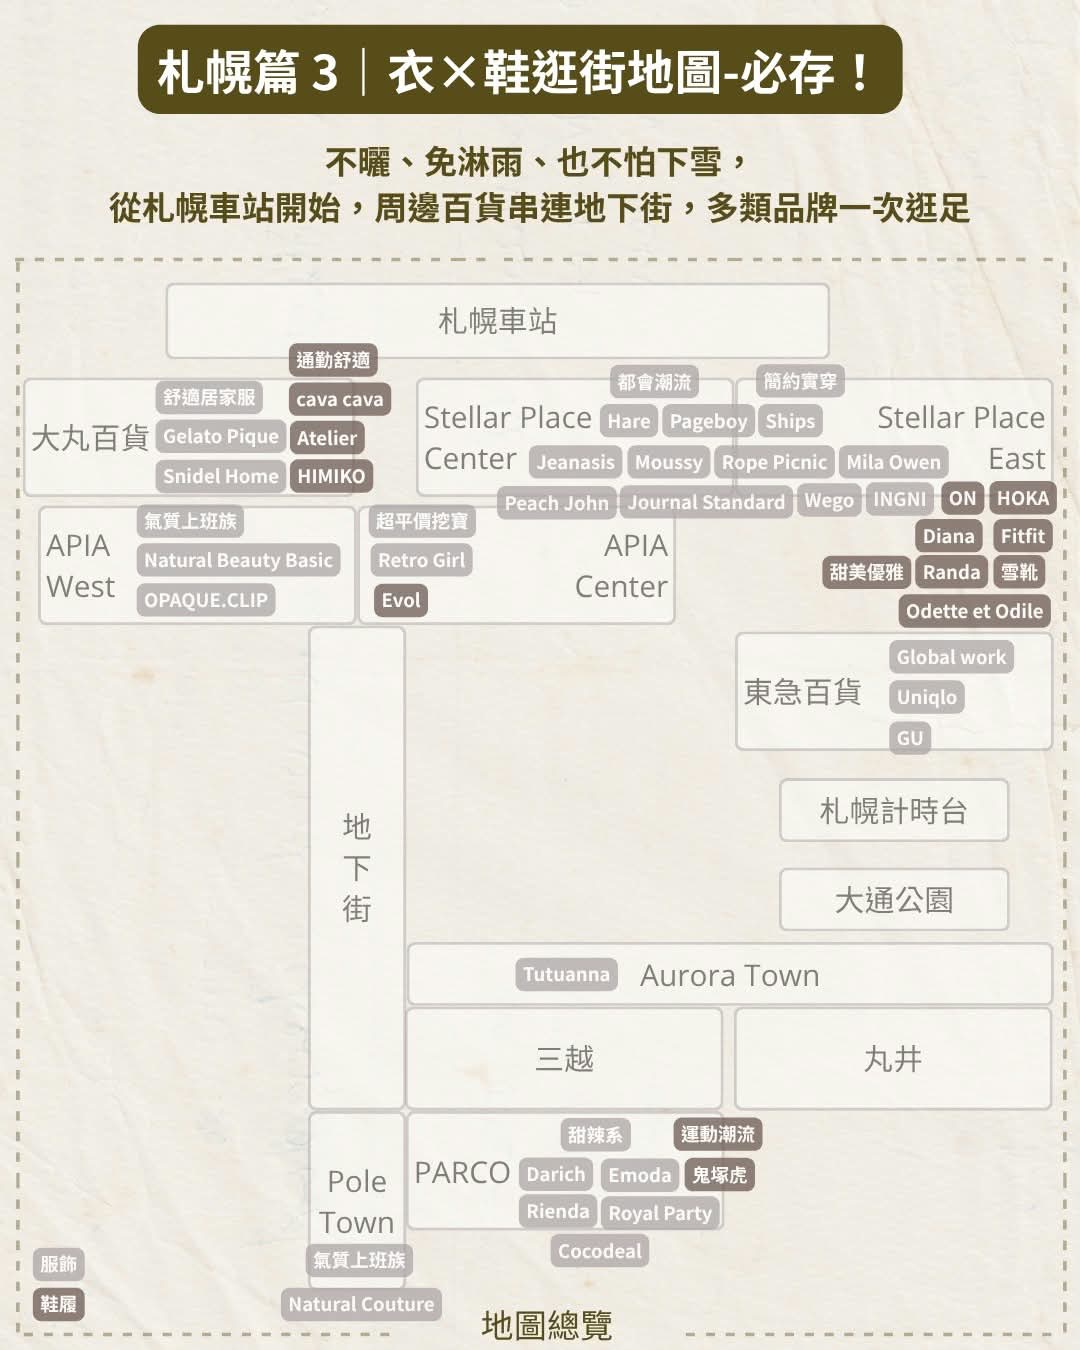 札幌篇 3｜衣×鞋逛街地圖-必存！
不曬、免淋雨、也不怕下雪，
從札幌車站開始，周邊百貨串連地下街，多類品牌一次逛足
札幌車站
大丸百貨
舒適居家服
Gelato Pique
Snidel Home
通勤舒適
cava cava
Atelier
HIMIKO
Stellar Place
Center
都會潮流
Hare
Pageboy
Jeanasis
Moussy
Rope Picnic
Peach John
Journal Standard
Stellar Place
East
簡約實穿
Ships
Mila Owen
Wego
INGNI
ON
HOKA
Diana
Fitfit
甜美優雅
Randa
雪靴
Odette et Odile
APIA
West
氣質上班族
Natural Beauty Basic
OPAQUE.CLIP
超平價挖寶
Retro Girl
Evol
APIA
Center
東急百貨
Global work
Uniqlo
GU
札幌計時台
大通公園
地
下
街
Tutuanna
Aurora Town
三越
丸井
Pole
Town
氣質上班族
Natural Couture
PARCO
甜辣系
Darich
Emoda
Rienda
Royal Party
Cocodeal
運動潮流
鬼塚虎
服飾
鞋履
地圖總覽